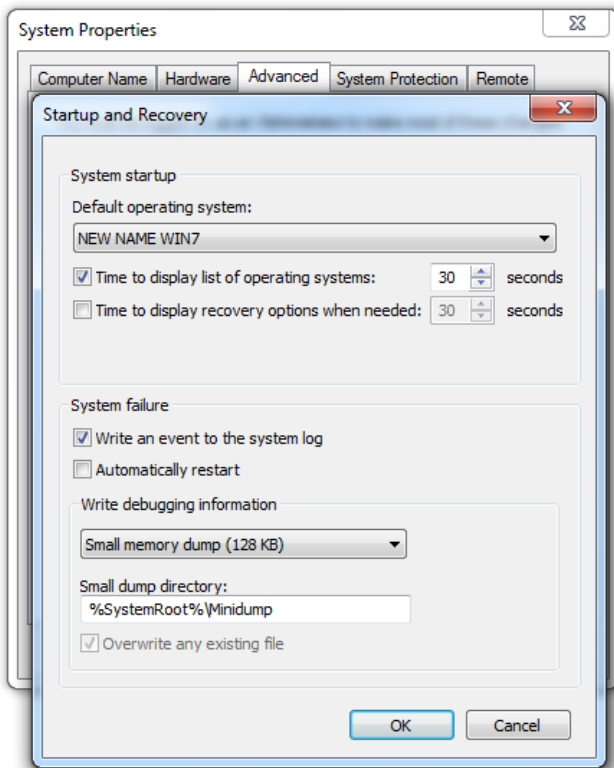 System Properties
Computer Name Hardware Advanced System Protection Remote
Startup and Recovery
System startup
Default operating system:
NEW NAME WIN7
Time to display list of operating systems: 30 seconds
Time to display recovery options when needed: 30 seconds
System failure
Write an event to the system log
Automatically restart
Write debugging information
Small memory dump (128 KB)
Small dump directory:
%SystemRoot%\Minidump
Overwrite any existing file
OK Cancel